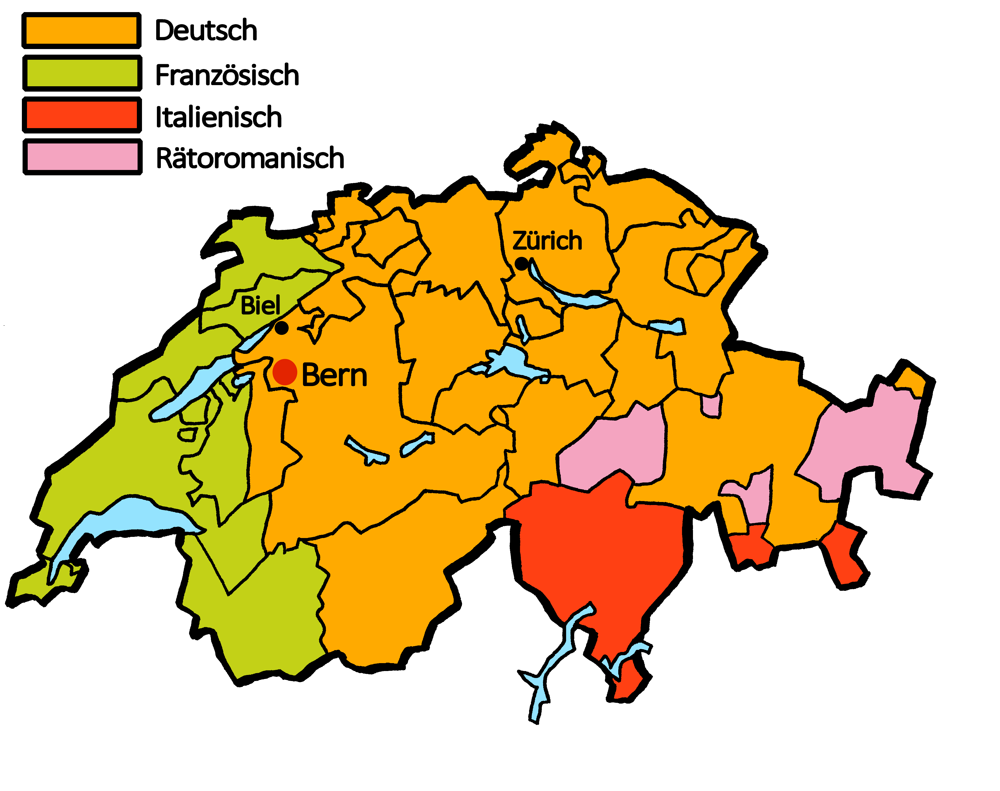 Deutsch
Französisch
Italienisch
Rätoromanisch
Zürich
Biel
Bern